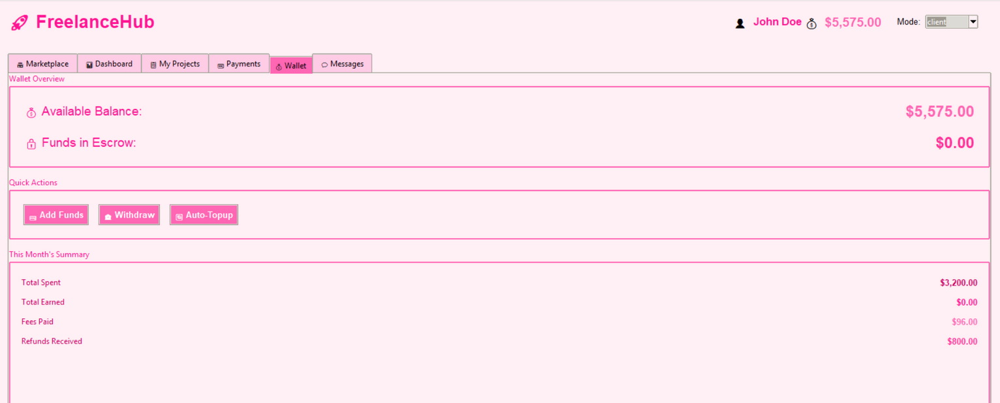 FreelanceHub
John Doe $5,575.00 Mode: client
Marketplace Dashboard My Projects Payments Wallet Messages
Wallet Overview
Available Balance: $5,575.00
Funds in Escrow: $0.00
Quick Actions
Add Funds Withdraw Auto-Topup
This Month's Summary
Total Spent $3,200.00
Total Earned $0.00
Fees Paid $96.00
Refunds Received $800.00